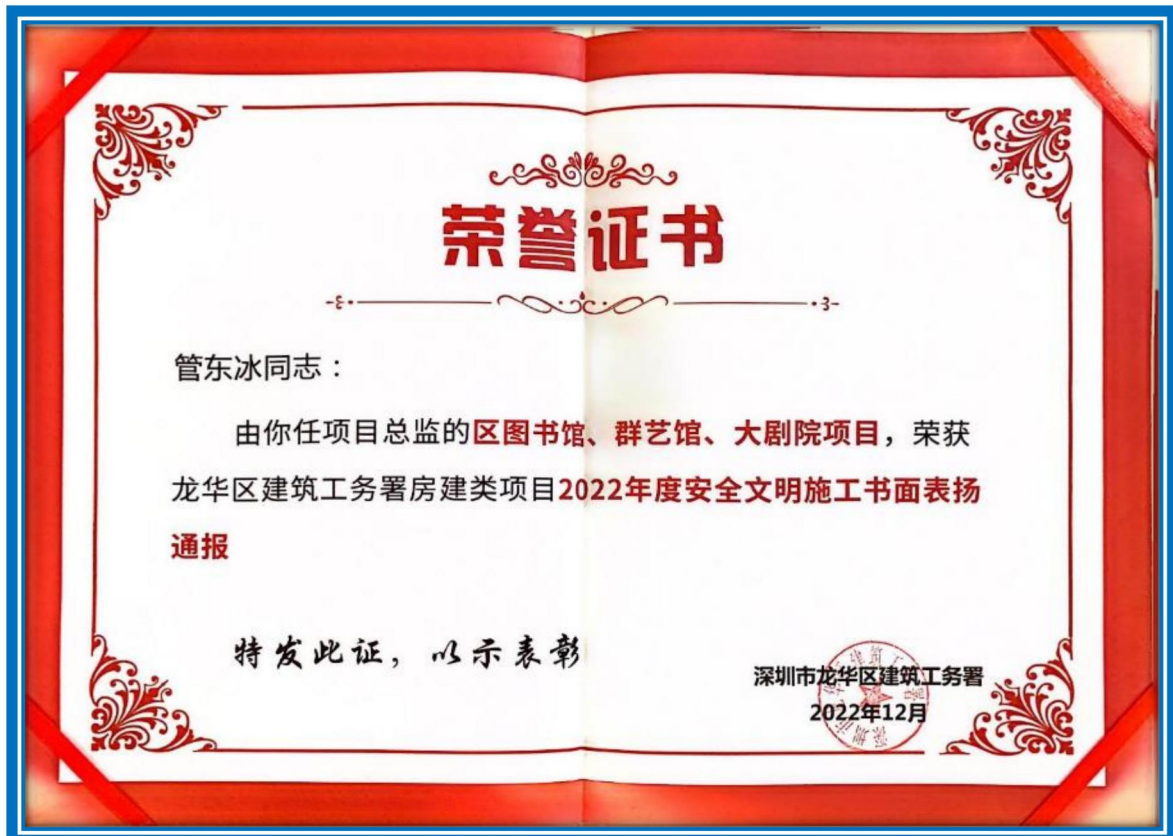 荣誉证书
管东冰同志：
由你任项目总监的区图书馆、群艺馆、大剧院项目，荣获
龙华区建筑工务署房建类项目2022年度安全文明施工书面表扬
通报
特发此证，以示表彰
深圳市龙华区建筑工务署
2022年12月